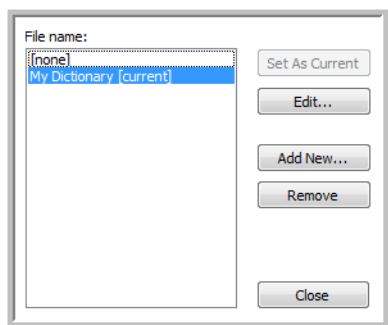 File name:
[none]
My Dictionary [current]
Set As Current
Edit...
Add New...
Remove
Close